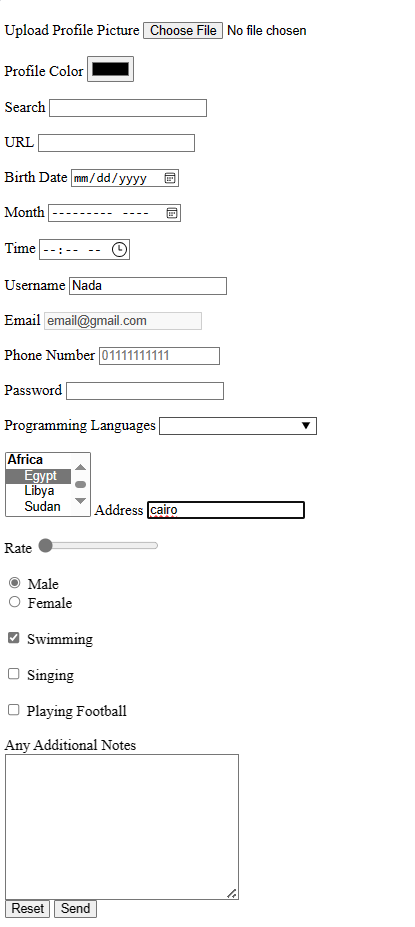 Upload Profile Picture Choose File No file chosen
Profile Color
Search
URL
Birth Date mm/dd/yyyy
Month --------- ----
Time --:-- --
Username Nada
Email email@gmail.com
Phone Number 01111111111
Password
Programming Languages
Africa
Egypt
Libya
Sudan
Address cairo
Rate
Male
Female
Swimming
Singing
Playing Football
Any Additional Notes
Reset Send